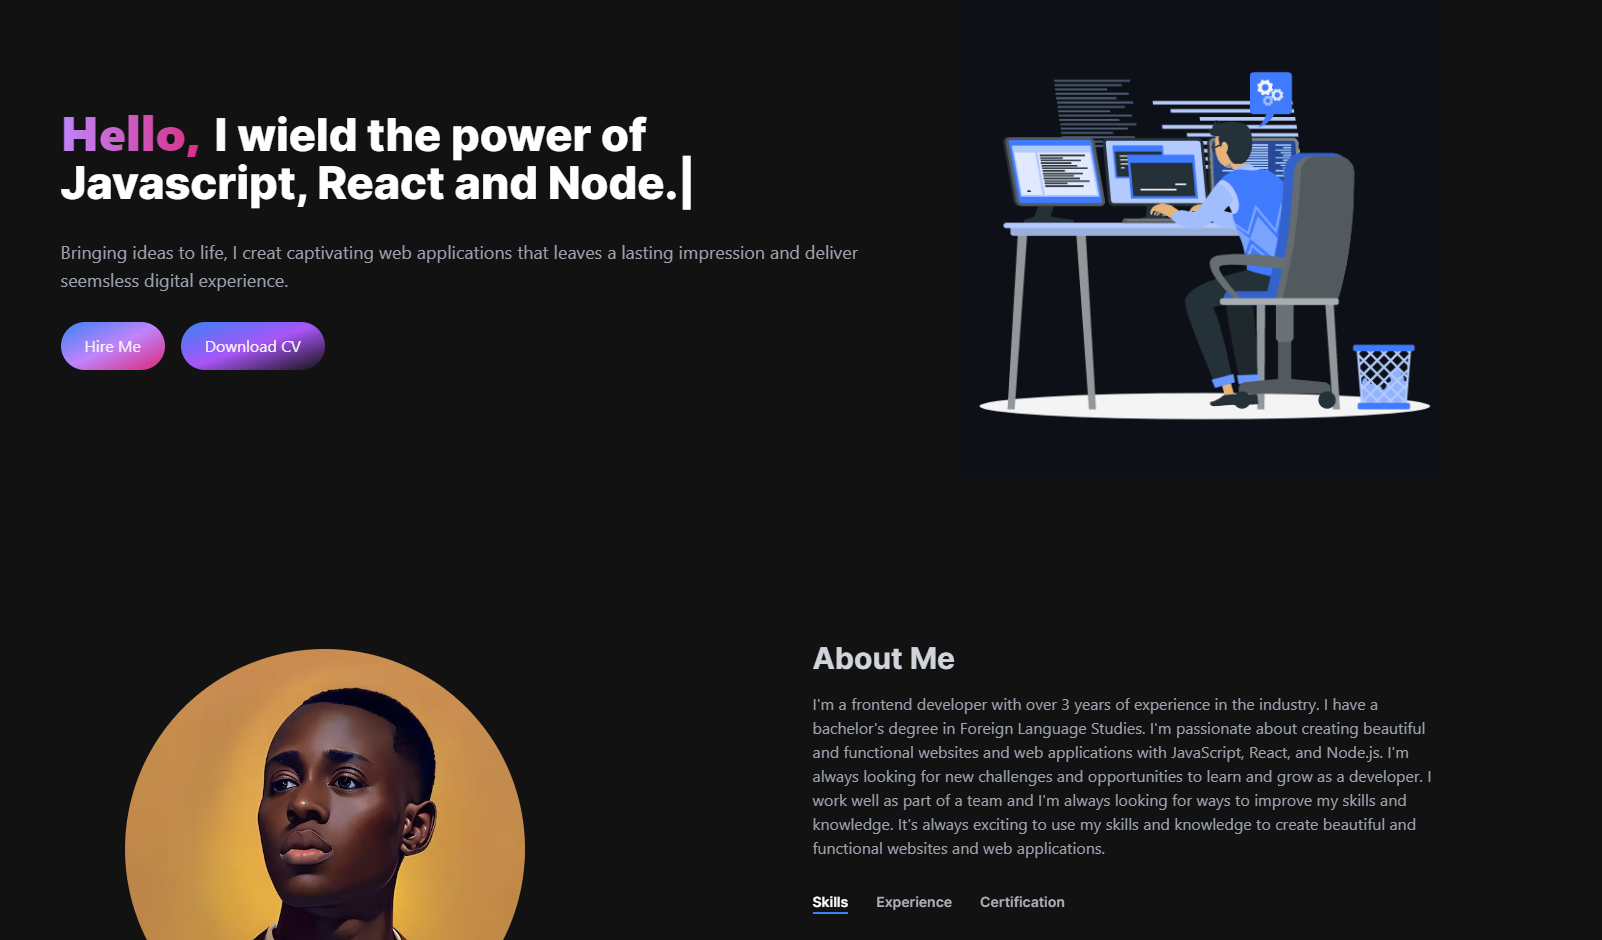 Hello, I wield the power of
Javascript, React and Node.|
Bringing ideas to life, I creat captivating web applications that leaves a lasting impression and deliver
seemsless digital experience.
Hire Me
Download CV
About Me
I'm a frontend developer with over 3 years of experience in the industry. I have a
bachelor's degree in Foreign Language Studies. I'm passionate about creating beautiful
and functional websites and web applications with JavaScript, React, and Node.js. I'm
always looking for new challenges and opportunities to learn and grow as a developer. I
work well as part of a team and I'm always looking for ways to improve my skills and
knowledge. It's always exciting to use my skills and knowledge to create beautiful and
functional websites and web applications.
Skills
Experience
Certification